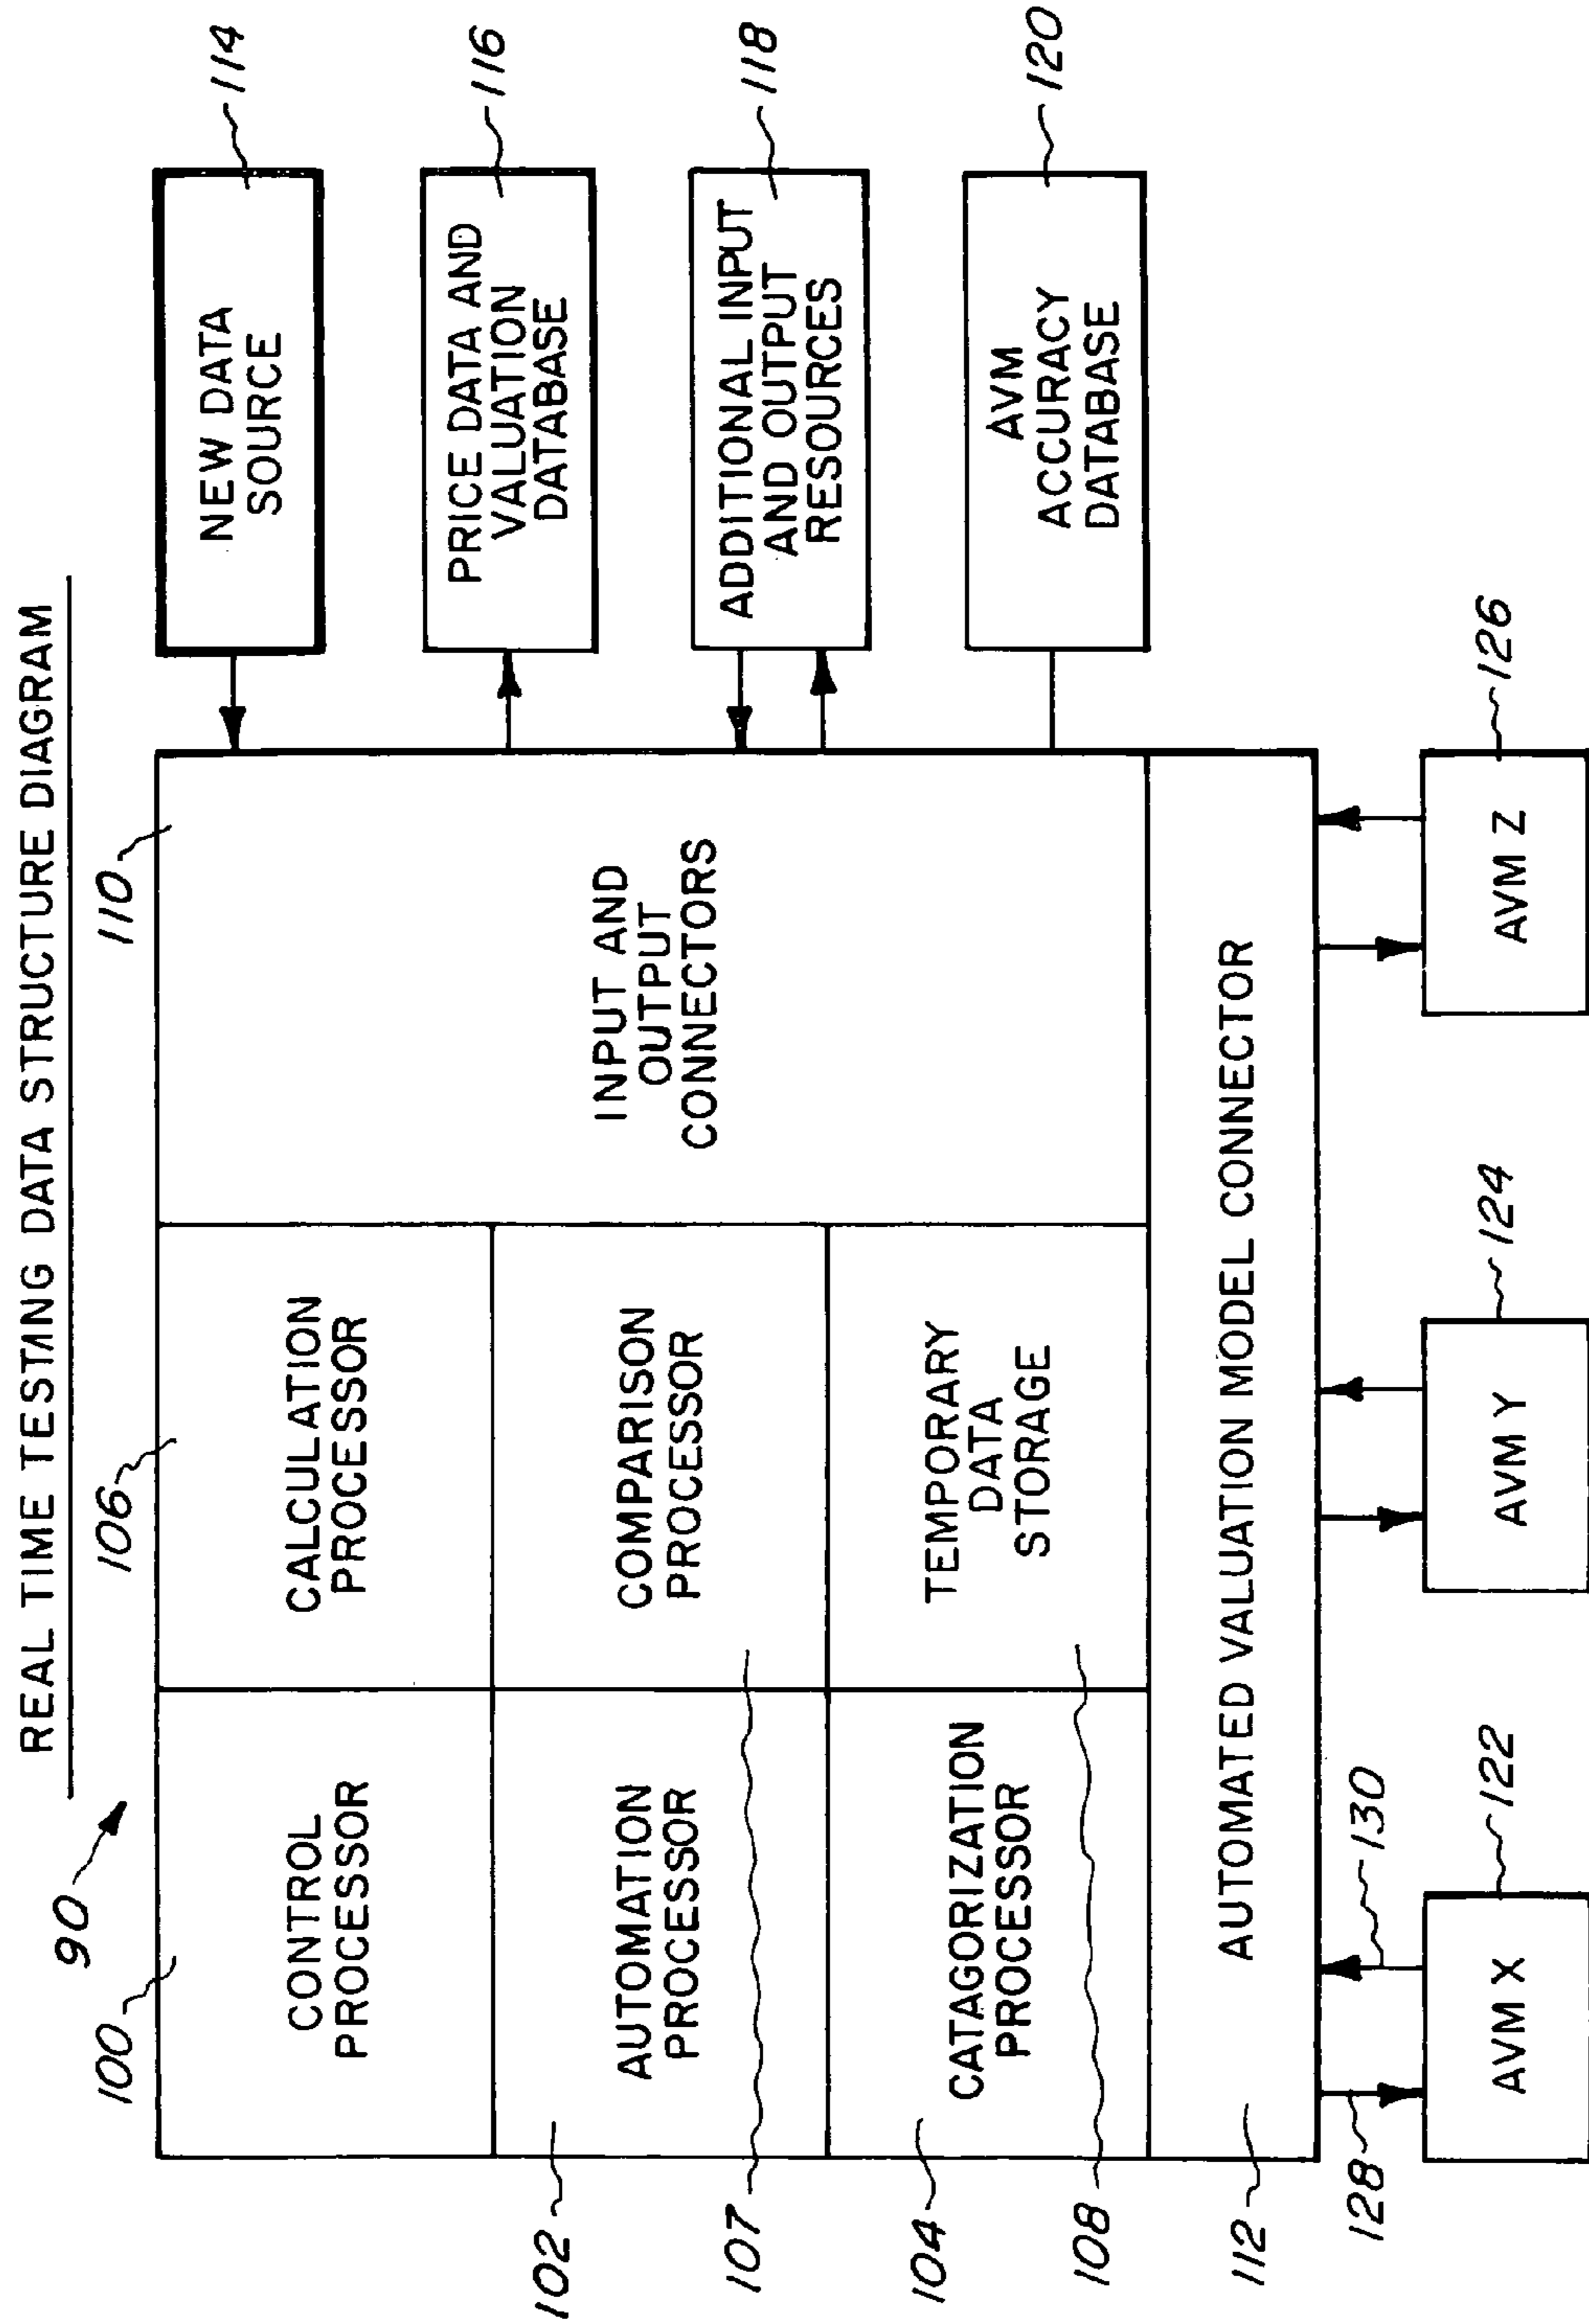 REAL TIME TESTING DATA STRUCTURE DIAGRAM
90
100
106
110
CONTROL
PROCESSOR
CALCULATION
PROCESSOR
INPUT AND
OUTPUT
CONNECTORS
NEW DATA
SOURCE
114
102
AUTOMATION
PROCESSOR
COMPARISON
PROCESSOR
PRICE DATA AND
VALUATION
DATABASE
116
107
104
CATAGORIZATION
PROCESSOR
TEMPORARY
DATA
STORAGE
ADDITIONAL INPUT
AND OUTPUT
RESOURCES
118
108
AVM
ACCURACY
DATABASE
120
112
AUTOMATED VALUATION MODEL CONNECTOR
128
130
122
124
126
AVM X
AVM Y
AVM Z